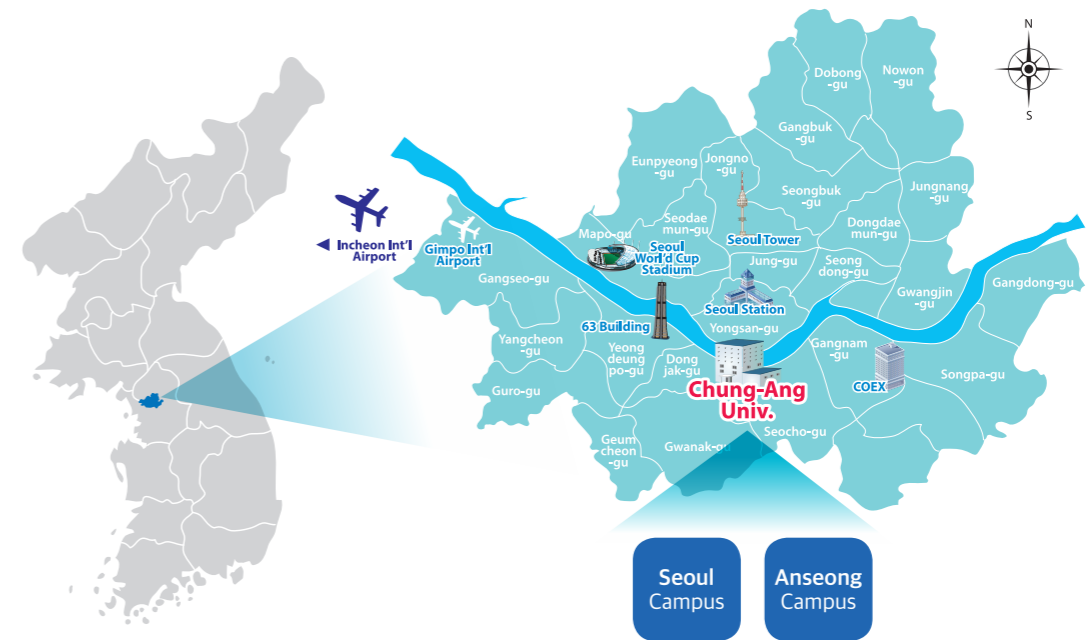 N
S
Dobong
-gu
Nowon
-gu
Gangbuk
-gu
Eunpyeong
-gu
Jongno
-gu
Seongbuk
-gu
Jungnang
-gu
Incheon Int'l
Airport
Gimpo Int'l
Airport
Mapo-gu
Seodae
mun-gu
Seoul Tower
Dongdae
mun-gu
Seoul
World Cup
Stadium
Jung-gu
Seong
dong-gu
Gangseo-gu
Gwangjin
-gu
Gangdong-gu
Seoul Station
63 Building
Yongsan-gu
Yangcheon
-gu
Yeong
deung
po-gu
Dong
jak-gu
Gangnam
-gu
COEX
Songpa-gu
Guro-gu
Chung-Ang
Univ.
Geum
cheon
-gu
Gwanak-gu
Seocho-gu
Seoul
Campus
Anseong
Campus